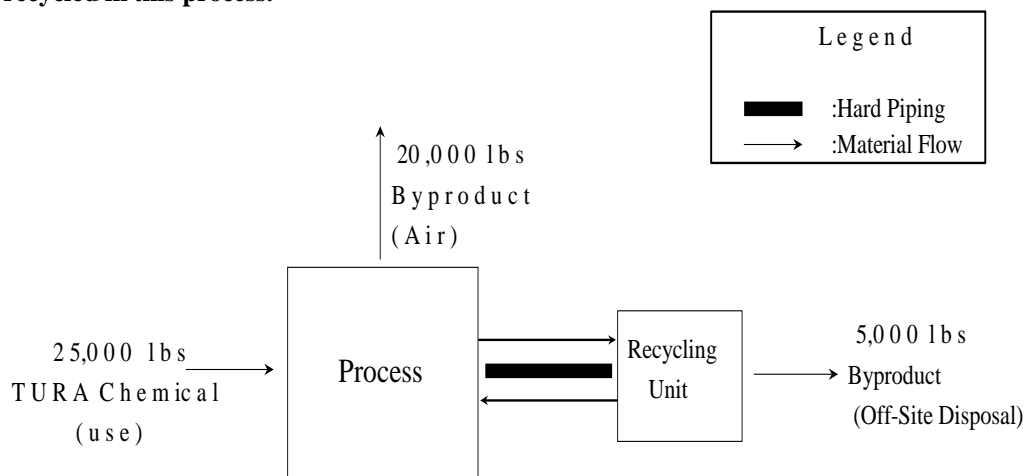 recycled in this process.
Legend
:Hard Piping
:Material Flow
20,000 lbs
Byproduct
(Air)
25,000 lbs
TURA Chemical
(use)
Process
Recycling
Unit
5,000 lbs
Byproduct
(Off-Site Disposal)